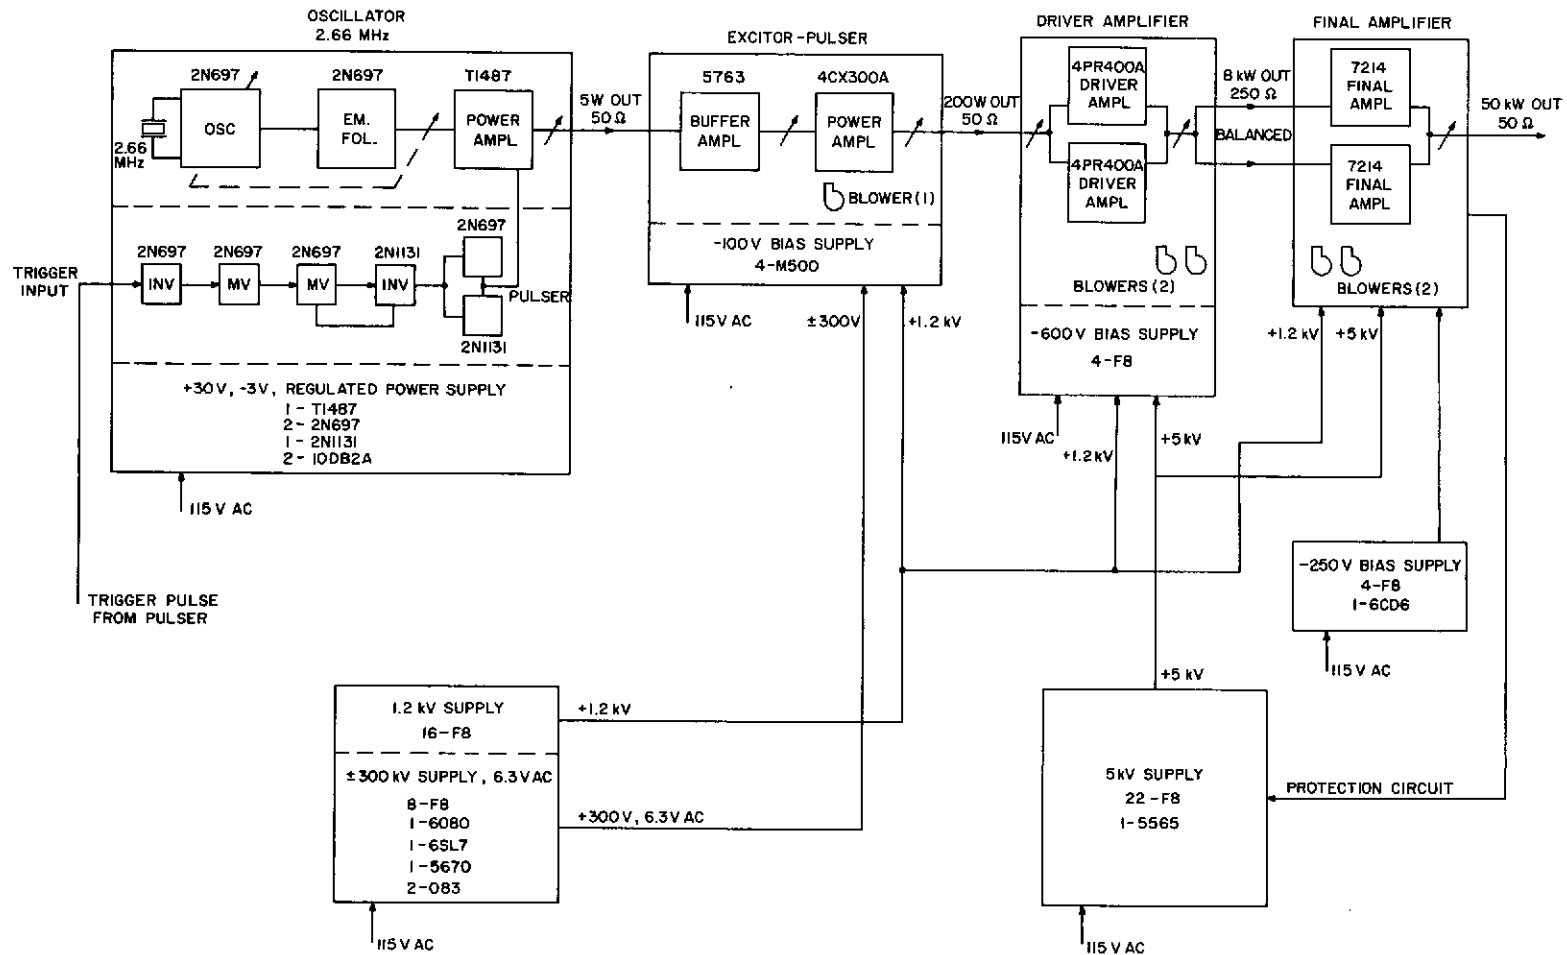 OSCILLATOR
2.66 MHz
2N697
2N697
TI487
OSC
EM.
FOL.
POWER
AMPL
2.66
MHz
5W OUT
50 Ω
TRIGGER
INPUT
2N697
2N697
2N697
2N1131
INV
MV
MV
INV
2N697
PULSER
2N1131
+30V, -3V, REGULATED POWER SUPPLY
1 - TI487
2 - 2N697
1 - 2N1131
2 - 10DB2A
115 V AC
TRIGGER PULSE
FROM PULSER
EXCITOR-PULSER
5763
4CX300A
BUFFER
AMPL
POWER
AMPL
BLOWER (1)
-100V BIAS SUPPLY
4-M500
115V AC
±300V
+1.2 kV
200W OUT
50 Ω
DRIVER AMPLIFIER
4PR400A
DRIVER
AMPL
4PR400A
DRIVER
AMPL
BLOWERS (2)
-600V BIAS SUPPLY
4-F8
115V AC
+1.2kV
+5 kV
8 kW OUT
250 Ω
BALANCED
FINAL AMPLIFIER
7214
FINAL
AMPL
7214
FINAL
AMPL
BLOWERS (2)
50 kW OUT
50 Ω
+1.2 kV
+5 kV
-250 V BIAS SUPPLY
4-F8
1-6CD6
115V AC
1.2 kV SUPPLY
16-F8
+1.2 kV
±300 kV SUPPLY, 6.3V AC
8-F8
1-6080
1-6SL7
1-5670
2-083
+300 V, 6.3V AC
115 V AC
+5 kV
5kV SUPPLY
22-F8
1-5565
PROTECTION CIRCUIT
115 V AC